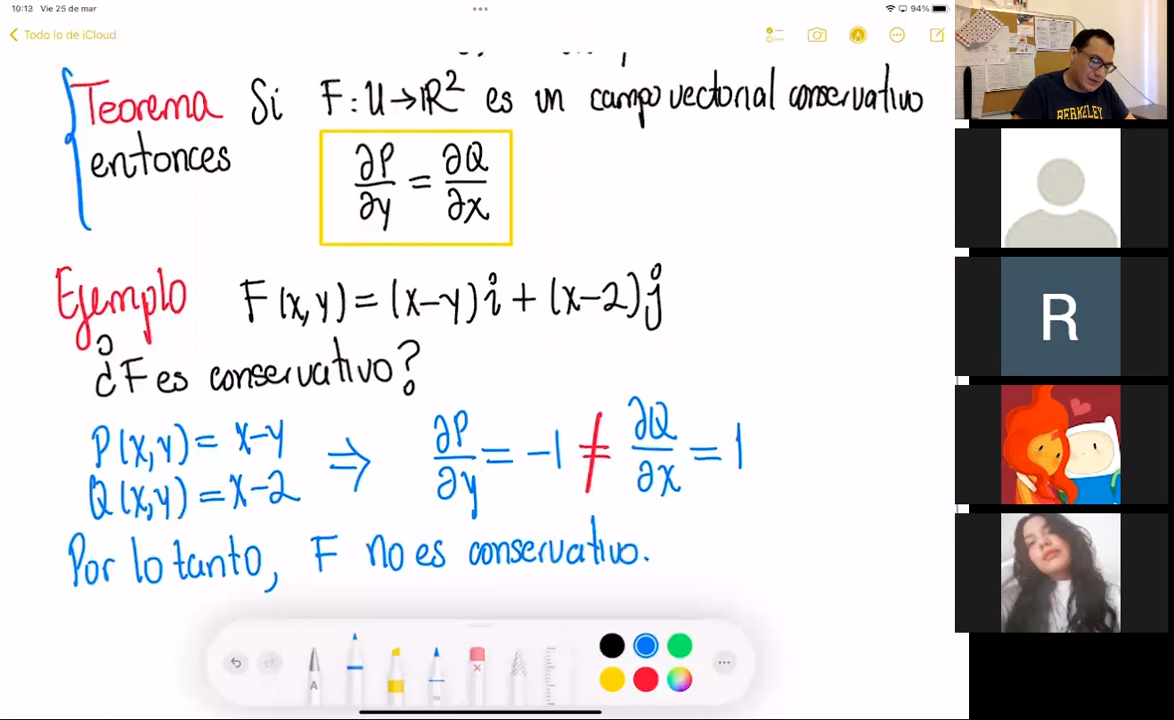 10:13 Vie 25 de mar
94%
Todo lo de iCloud
Teorema Si F: U → ℝ² es un campo vectorial conservativo
entonces
∂P/∂y = ∂Q/∂x
Ejemplo F(x,y) = (x-y)i + (x-2)j
¿F es conservativo?
P(x,y) = x-y
Q(x,y) = x-2
⇒ ∂P/∂y = -1 ≠ ∂Q/∂x = 1
Por lo tanto, F no es conservativo.
A
BERKELEY
R